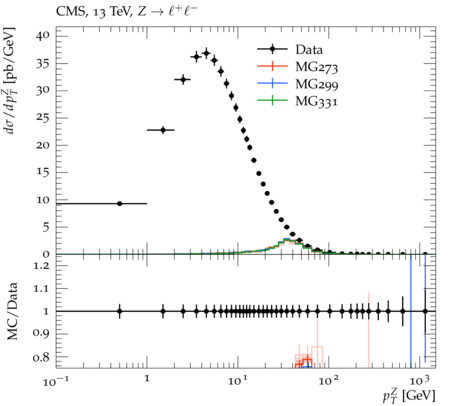 CMS, 13 TeV, Z → ℓ⁺ℓ⁻
dσ/dp_T^Z [pb/GeV]
40
35
30
25
20
15
10
5
0
Data
MG273
MG299
MG331
MC/Data
1.2
1.1
1
0.9
0.8
10⁻¹ 1 10¹ 10² 10³
p_T^Z [GeV]